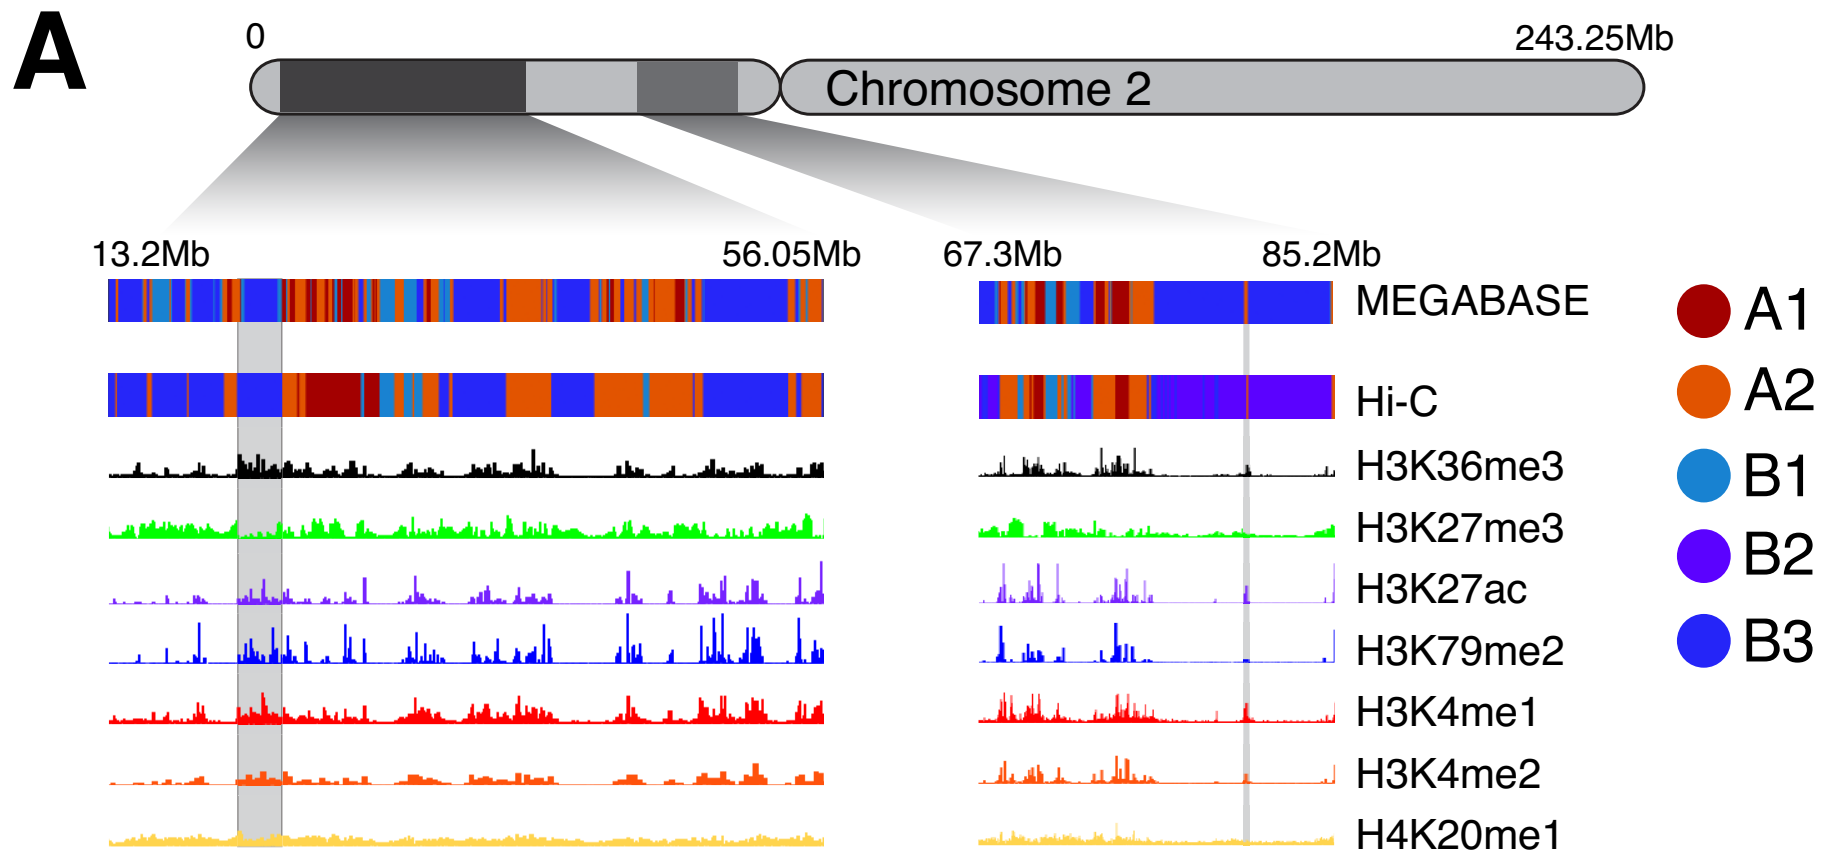 A
0
243.25Mb
Chromosome 2
13.2Mb
56.05Mb
67.3Mb
85.2Mb
MEGABASE
Hi-C
H3K36me3
H3K27me3
H3K27ac
H3K79me2
H3K4me1
H3K4me2
H4K20me1
A1
A2
B1
B2
B3